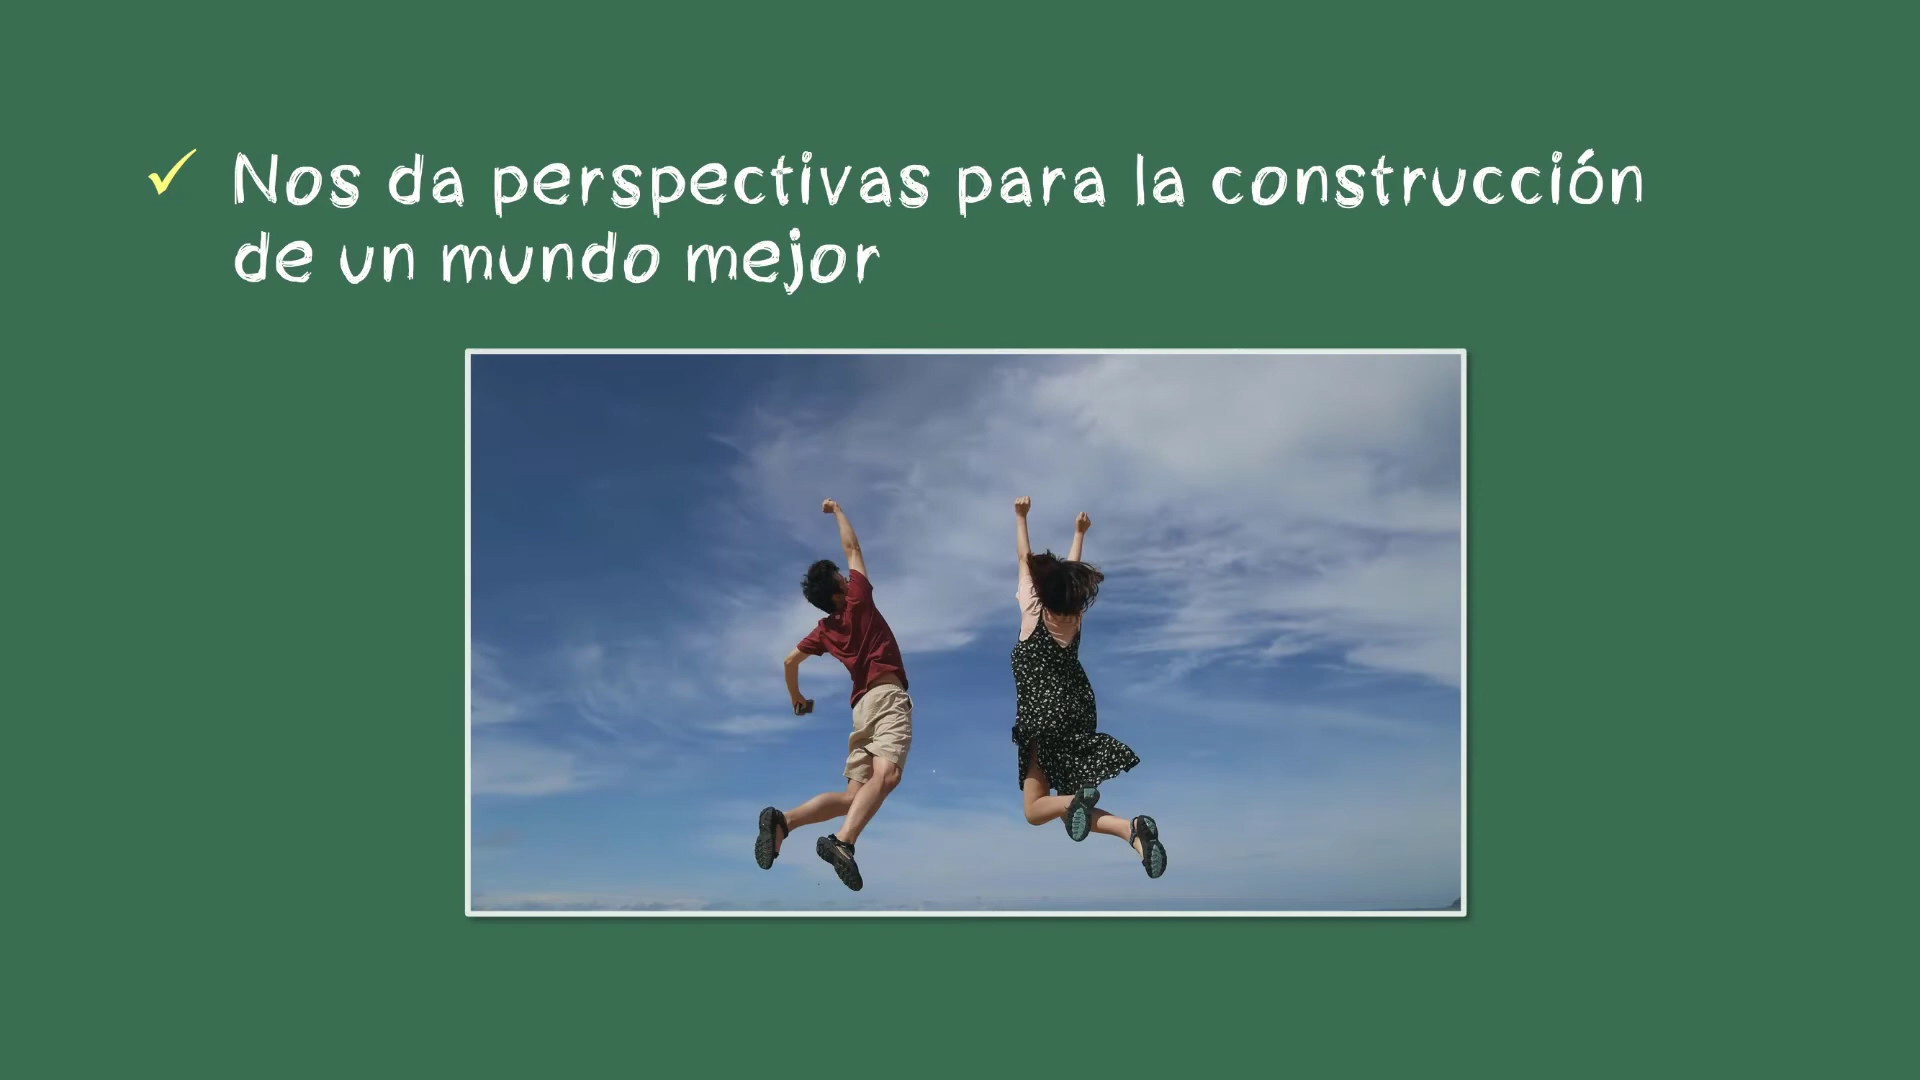 ✓ Nos da perspectivas para la construcción
de un mundo mejor